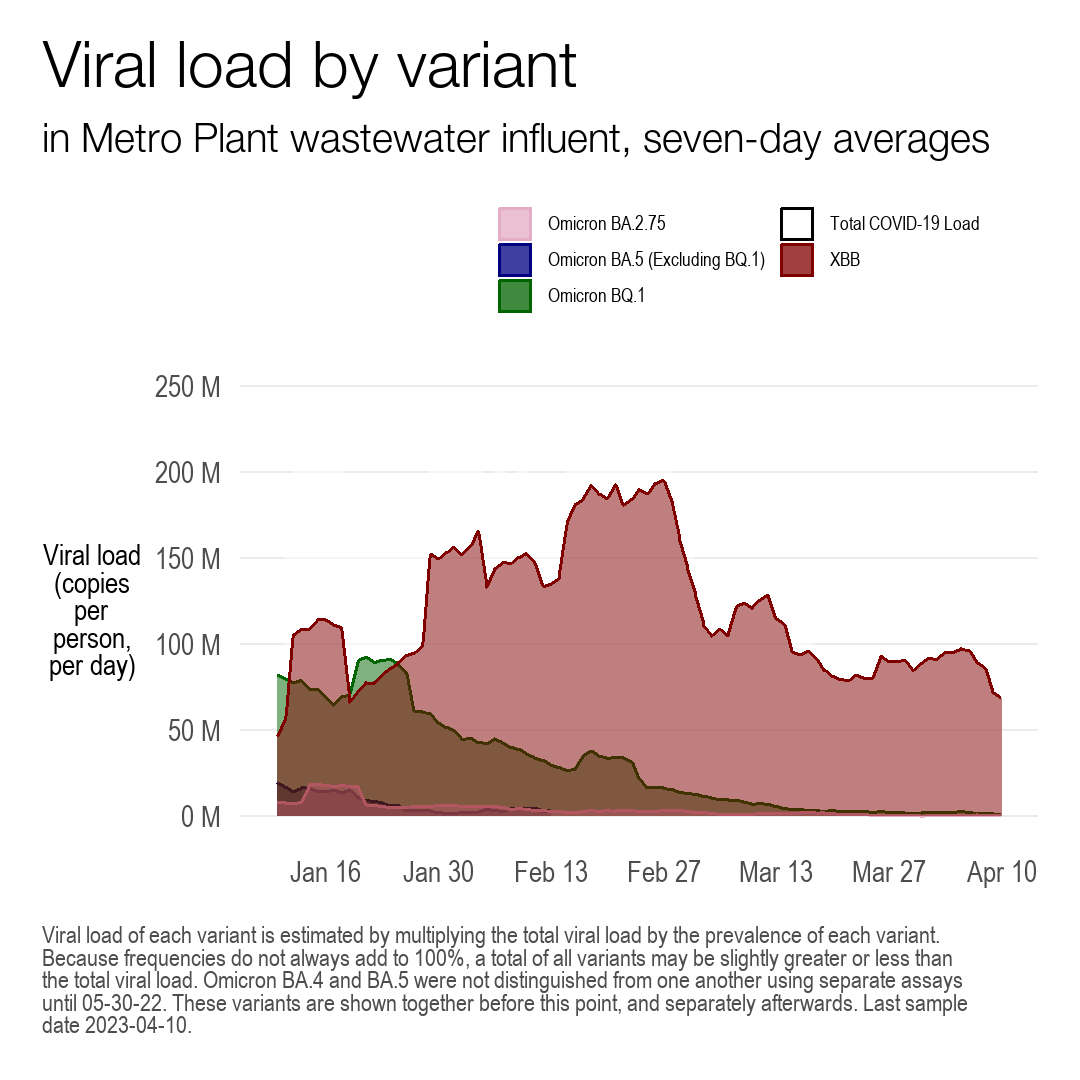 Viral load by variant
in Metro Plant wastewater influent, seven-day averages
Omicron BA.2.75
Omicron BA.5 (Excluding BQ.1)
Omicron BQ.1
Total COVID-19 Load
XBB
250 M
200 M
150 M
100 M
50 M
0 M
Viral load
(copies
per
person,
per day)
Jan 16
Jan 30
Feb 13
Feb 27
Mar 13
Mar 27
Apr 10
Viral load of each variant is estimated by multiplying the total viral load by the prevalence of each variant.
Because frequencies do not always add to 100%, a total of all variants may be slightly greater or less than
the total viral load. Omicron BA.4 and BA.5 were not distinguished from one another using separate assays
until 05-30-22. These variants are shown together before this point, and separately afterwards. Last sample
date 2023-04-10.